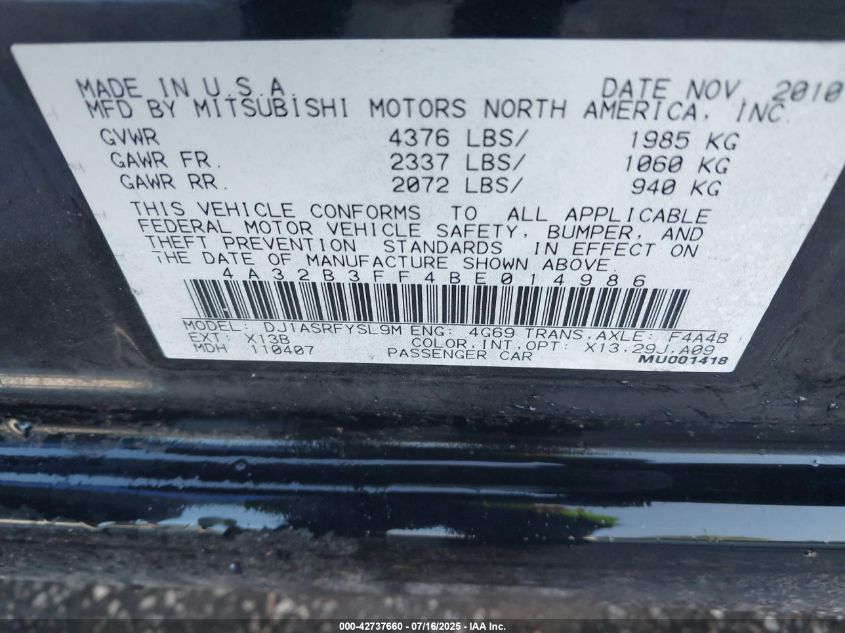 MADE IN U.S.A. DATE NOV. 2010
MFD BY MITSUBISHI MOTORS NORTH AMERICA, INC.
GVWR 4376 LBS/ 1985 KG
GAWR FR. 2337 LBS/ 1060 KG
GAWR RR. 2072 LBS/ 940 KG
THIS VEHICLE CONFORMS TO ALL APPLICABLE
FEDERAL MOTOR VEHICLE SAFETY, BUMPER, AND
THEFT PREVENTION STANDARDS IN EFFECT ON
THE DATE OF MANUFACTURE SHOWN ABOVE.
4A32B3FF4BE014986
MODEL: DJ1ASRFYSL9M ENG: 4G69 TRANS.AXLE: F4A4B
EXT: X13B COLOR.INT.OPT: X13.29J.A09
MDH 110407 PASSENGER CAR MU001418
000-42737660 - 07/16/2025 - IAA Inc.